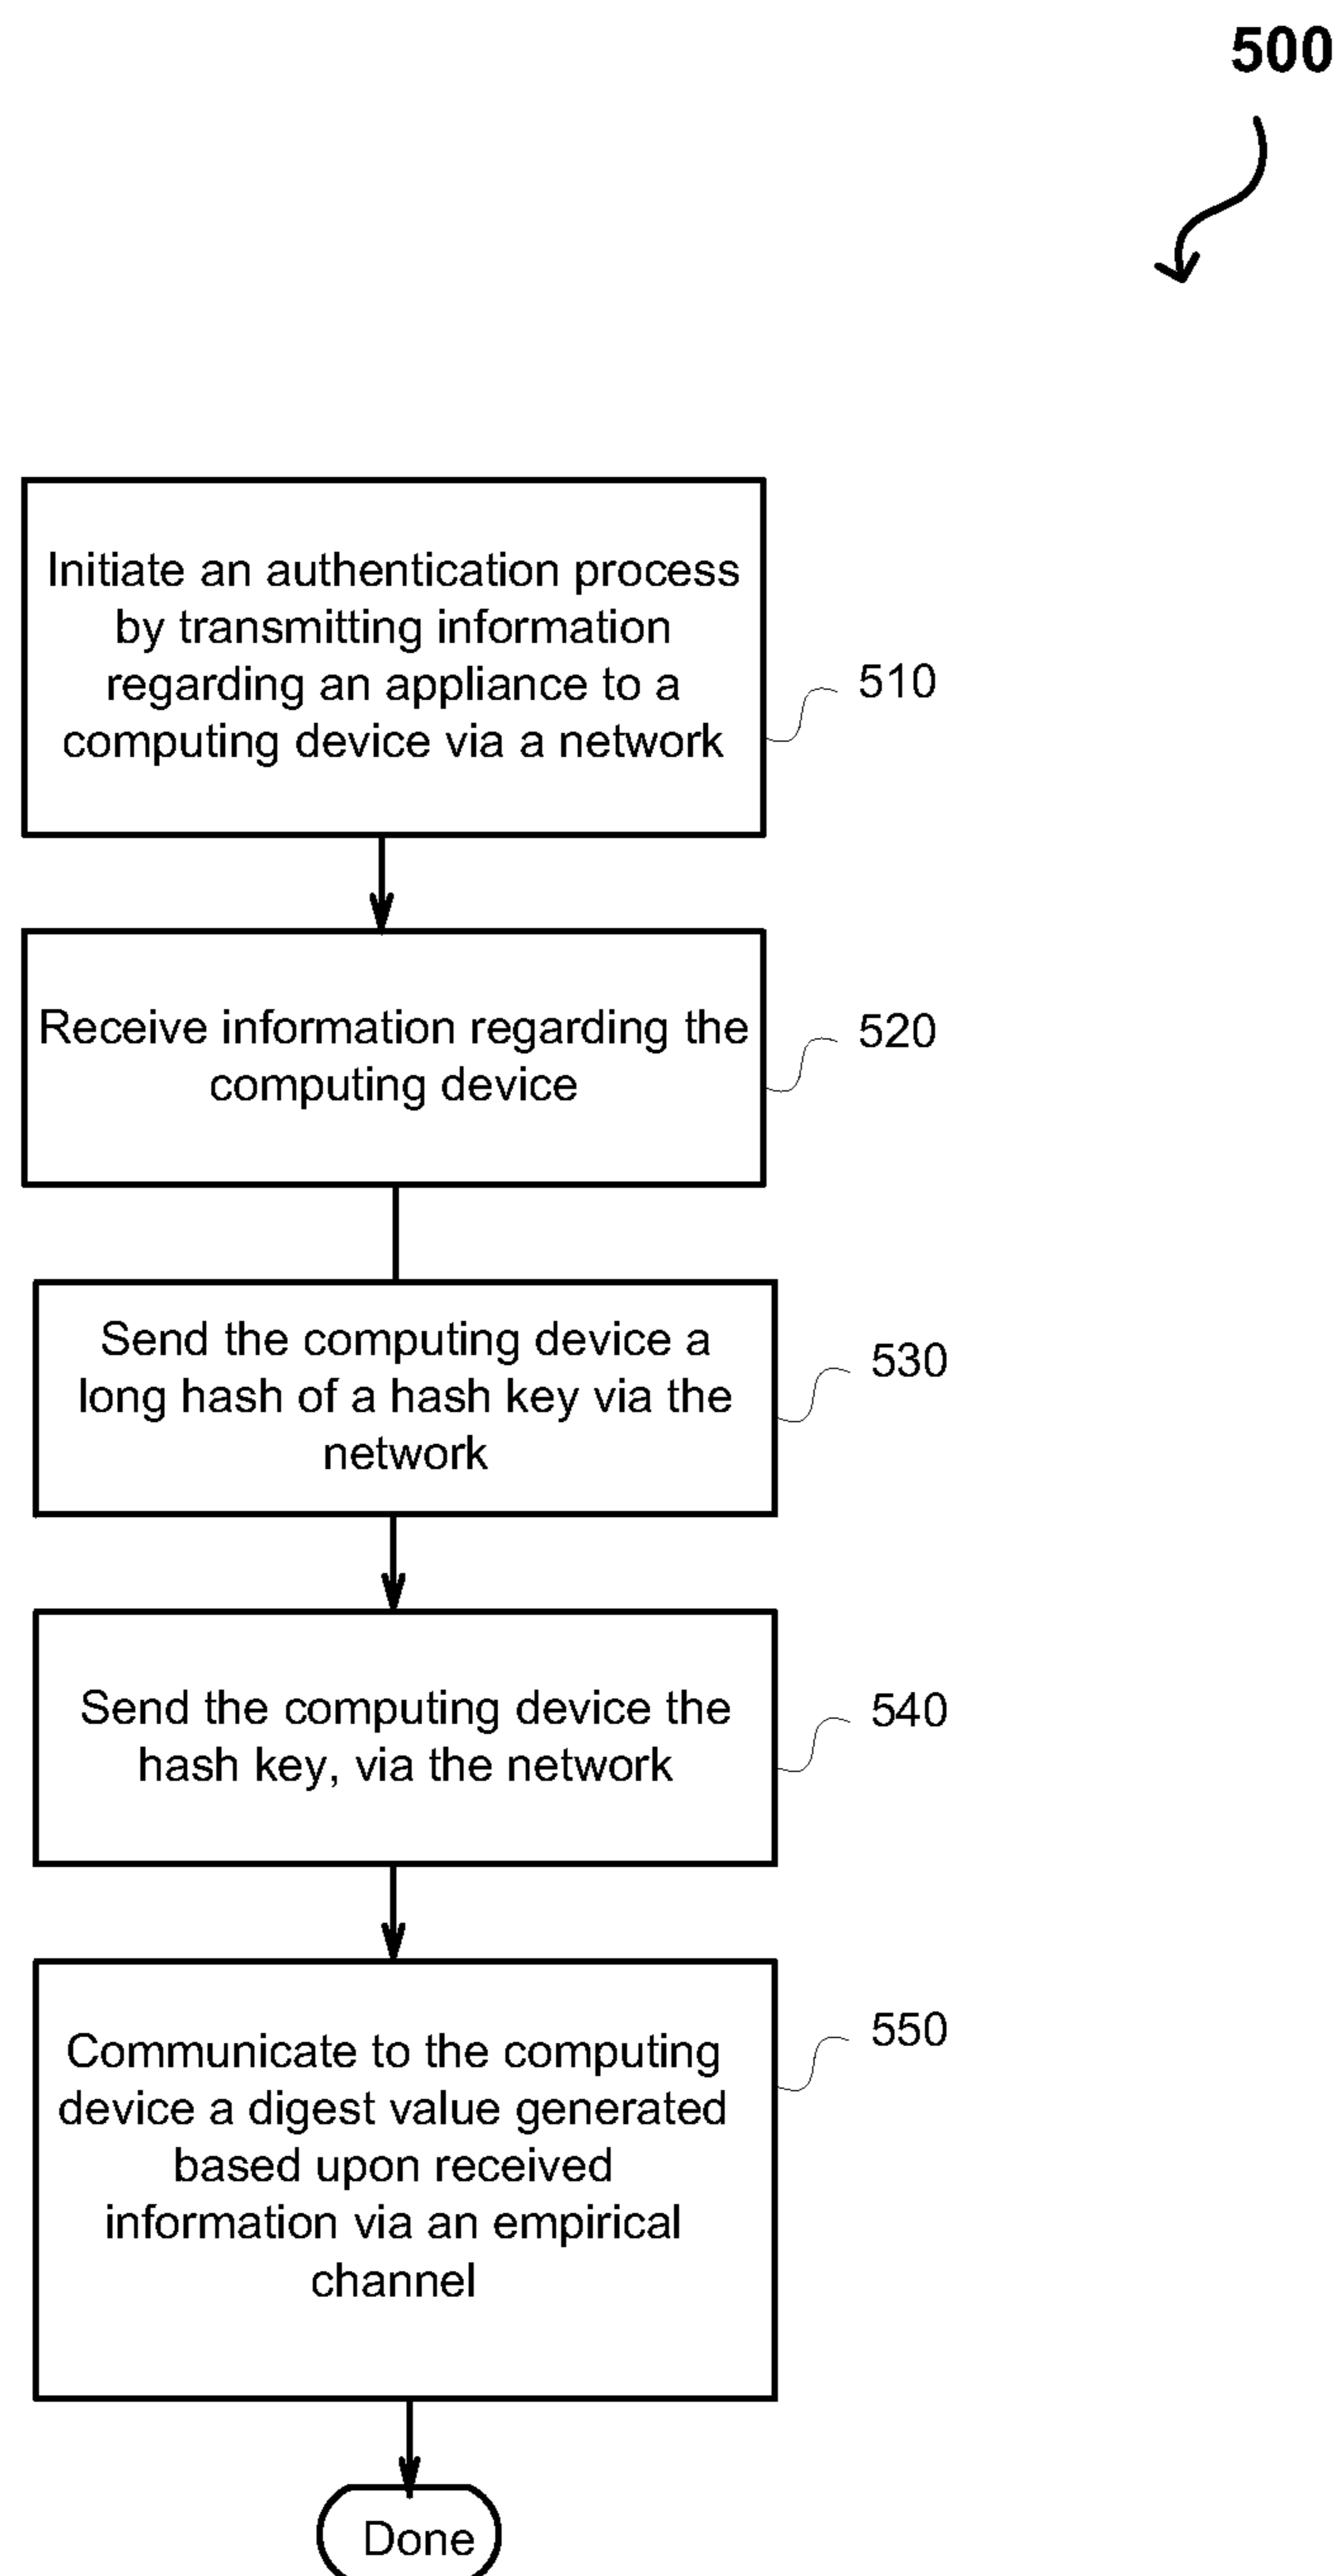 500
Initiate an authentication process
by transmitting information
regarding an appliance to a
computing device via a network
510
Receive information regarding the
computing device
520
Send the computing device a
long hash of a hash key via the
network
530
Send the computing device the
hash key, via the network
540
Communicate to the computing
device a digest value generated
based upon received
information via an empirical
channel
550
Done